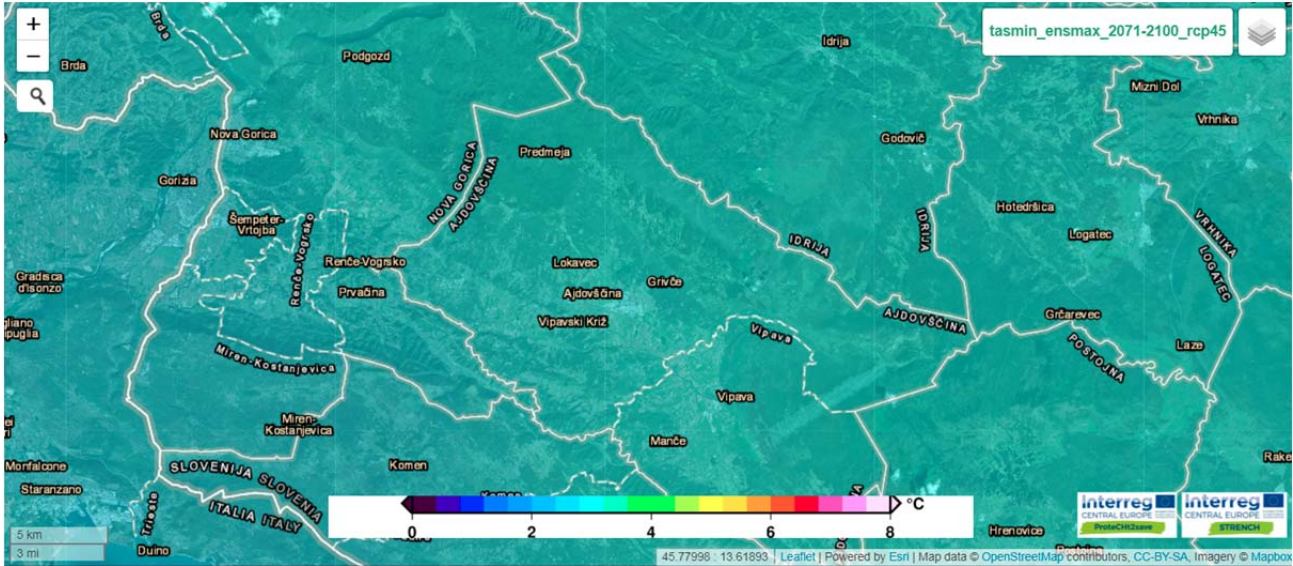 +
−
tasmin_ensmax_2071-2100_rcp45
Brda
Idrija
Podgozd
Brda
Mizni Dol
Vrhnika
Nova Gorica
Godovič
Predmeja
NOVA GORICA
AJDOVŠČINA
Gorizia
Šempeter-
Vrtojba
Renče-Vogrsko
Hotedršica
IDRIJA
IDRIJA
Logatec
VRHNIKA
LOGATEC
Renče-Vogrsko
Lokavec
Gradisca
d'Isonzo
Grivče
Prvačina
Ajdovščina
AJDOVŠČINA
Grčarevec
Vipavski Križ
Vipava
POSTOJNA
Laze
Miren-Kostanjevica
Vipava
Miren-
Kostanjevica
Manče
Rake
Monfalcone
Komen
SLOVENIJA SLOVENIA
Staranzano
ITALIA ITALY
Trieste
Duino
Hrenovice
°C
0 2 4 6 8
Interreg
CENTRAL EUROPE
ProteCHt2save
Interreg
CENTRAL EUROPE
STRENCH
5 km
3 mi
45.77998 : 13.61893 | Leaflet | Powered by Esri | Map data © OpenStreetMap contributors, CC-BY-SA, Imagery © Mapbox